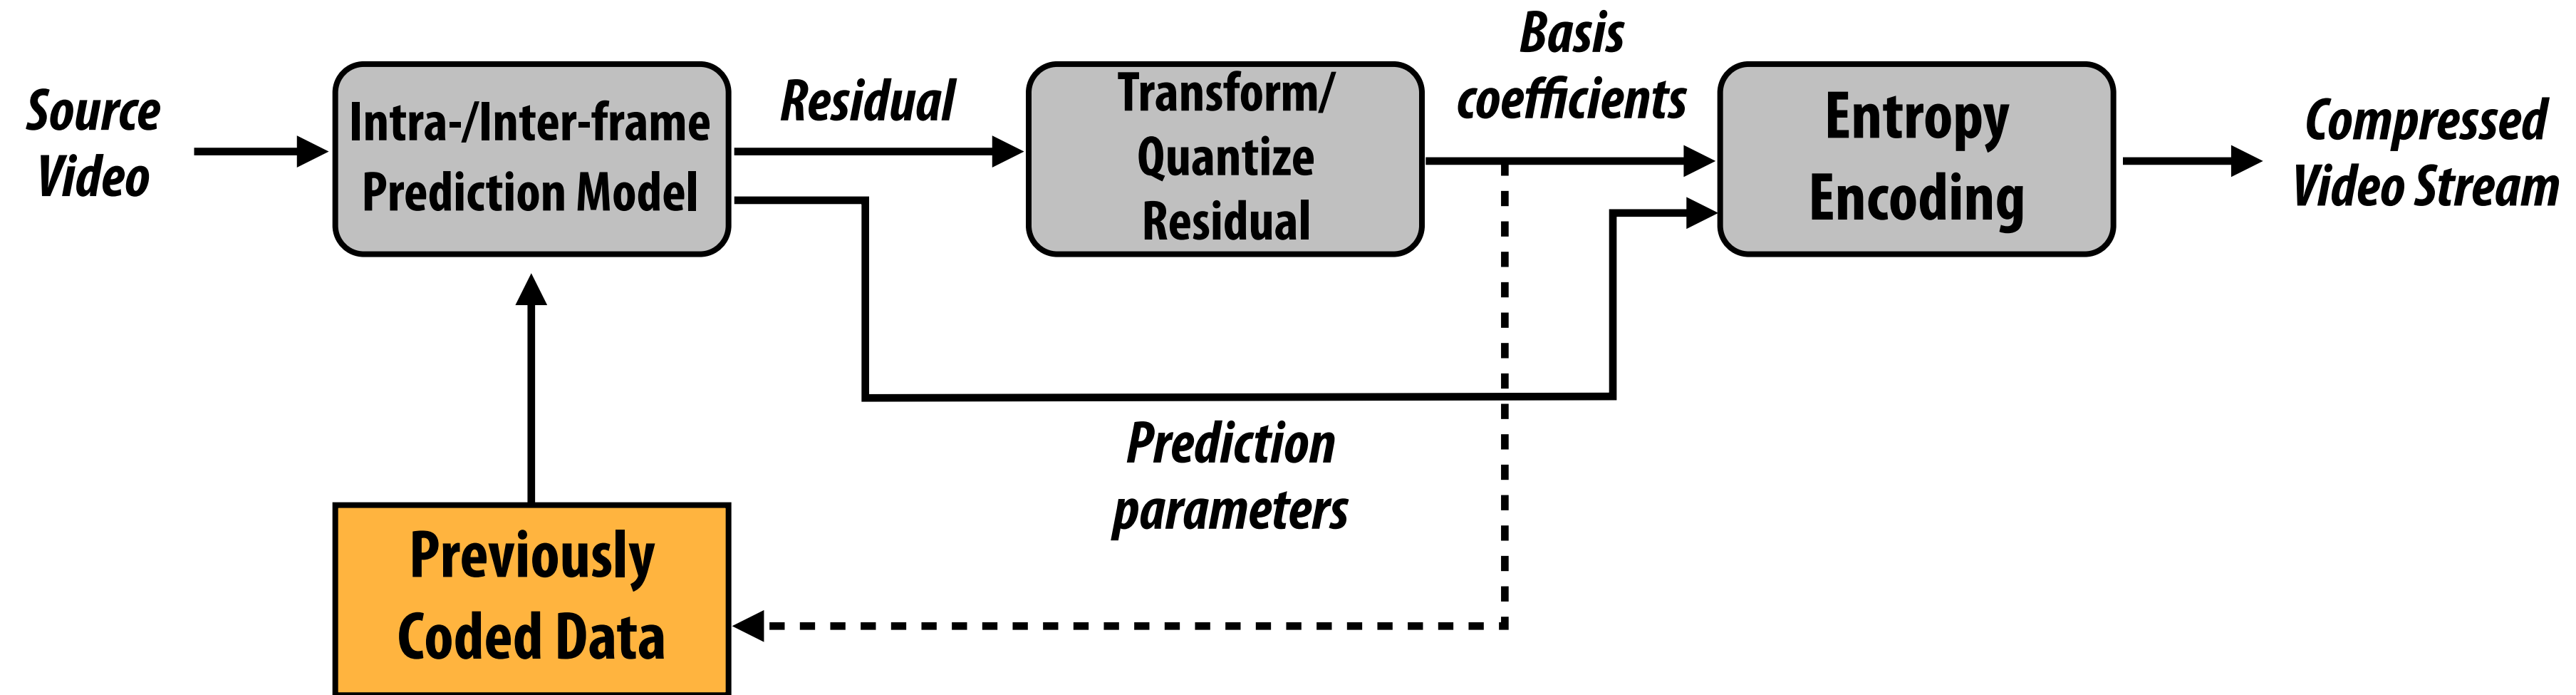 Source
Video
Intra-/Inter-frame
Prediction Model
Residual
Transform/
Quantize
Residual
Basis
coefficients
Entropy
Encoding
Compressed
Video Stream
Prediction
parameters
Previously
Coded Data